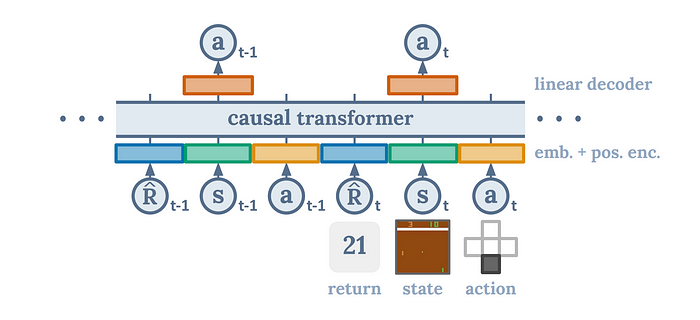 a t-1 a t
linear decoder
causal transformer
emb. + pos. enc.
R̂ t-1 s t-1 a t-1 R̂ t s t a t
21
return state action